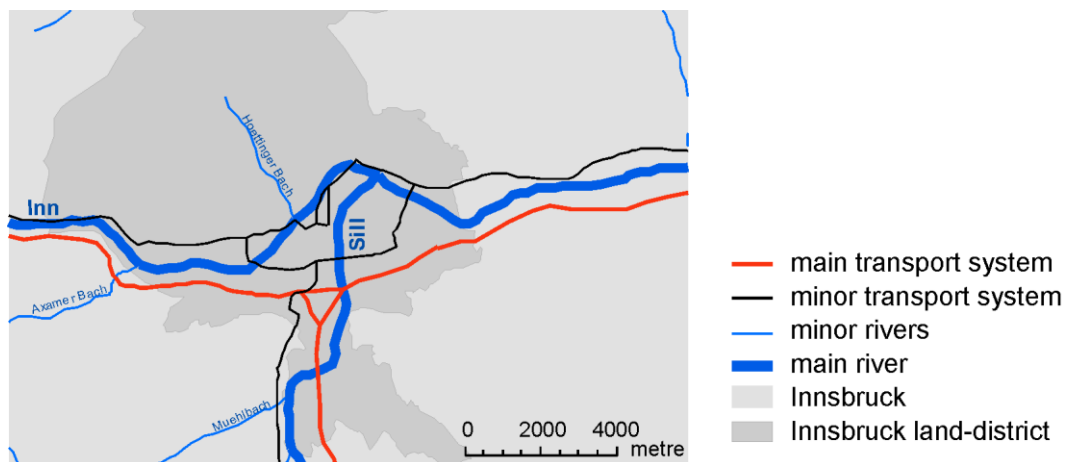 Hoettinger Bach
Inn
Sill
Axamer Bach
Muehlbach
0 2000 4000
metre
main transport system
minor transport system
minor rivers
main river
Innsbruck
Innsbruck land-district